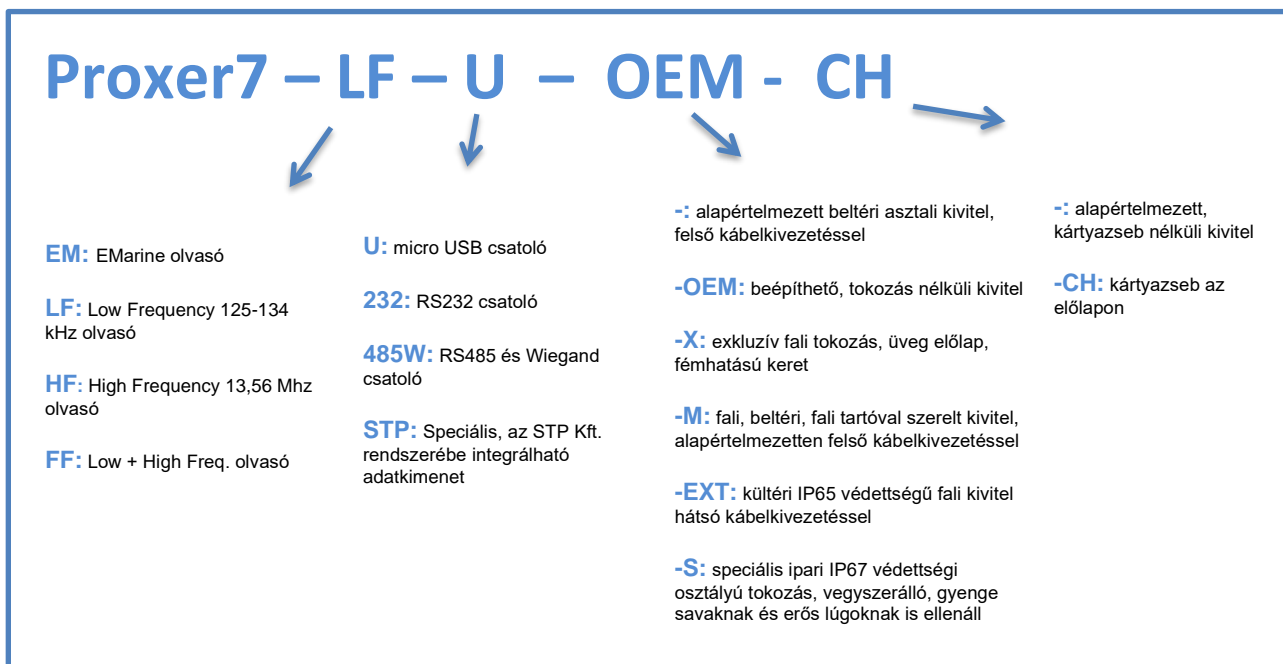 Proxer7 – LF – U – OEM - CH
EM: EMarine olvasó
LF: Low Frequency 125-134
kHz olvasó
HF: High Frequency 13,56 Mhz
olvasó
FF: Low + High Freq. olvasó
U: micro USB csatoló
232: RS232 csatoló
485W: RS485 és Wiegand
csatoló
STP: Speciális, az STP Kft.
rendszerébe integrálható
adatkimenet
-: alapértelmezett beltéri asztali kivitel,
felső kábelkivezetéssel
-OEM: beépíthető, tokozás nélküli kivitel
-X: exkluzív fali tokozás, üveg előlap,
fémhatású keret
-M: fali, beltéri, fali tartóval szerelt kivitel,
alapértelmezetten felső kábelkivezetéssel
-EXT: kültéri IP65 védettségű fali kivitel
hátsó kábelkivezetéssel
-S: speciális ipari IP67 védettségi
osztályú tokozás, vegyszerálló, gyenge
savaknak és erős lúgoknak is ellenáll
-: alapértelmezett,
kártyazseb nélküli kivitel
-CH: kártyazseb az
előlapon